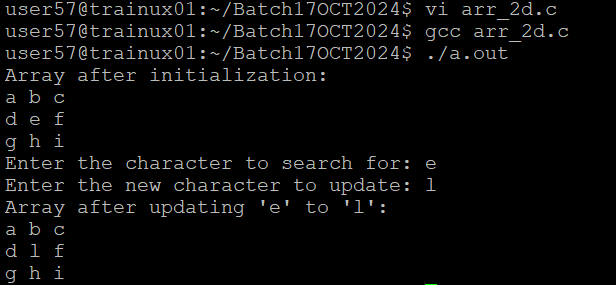 user57@trainux01:~/Batch17OCT2024$ vi arr_2d.c
user57@trainux01:~/Batch17OCT2024$ gcc arr_2d.c
user57@trainux01:~/Batch17OCT2024$ ./a.out
Array after initialization:
a b c
d e f
g h i
Enter the character to search for: e
Enter the new character to update: l
Array after updating 'e' to 'l':
a b c
d l f
g h i